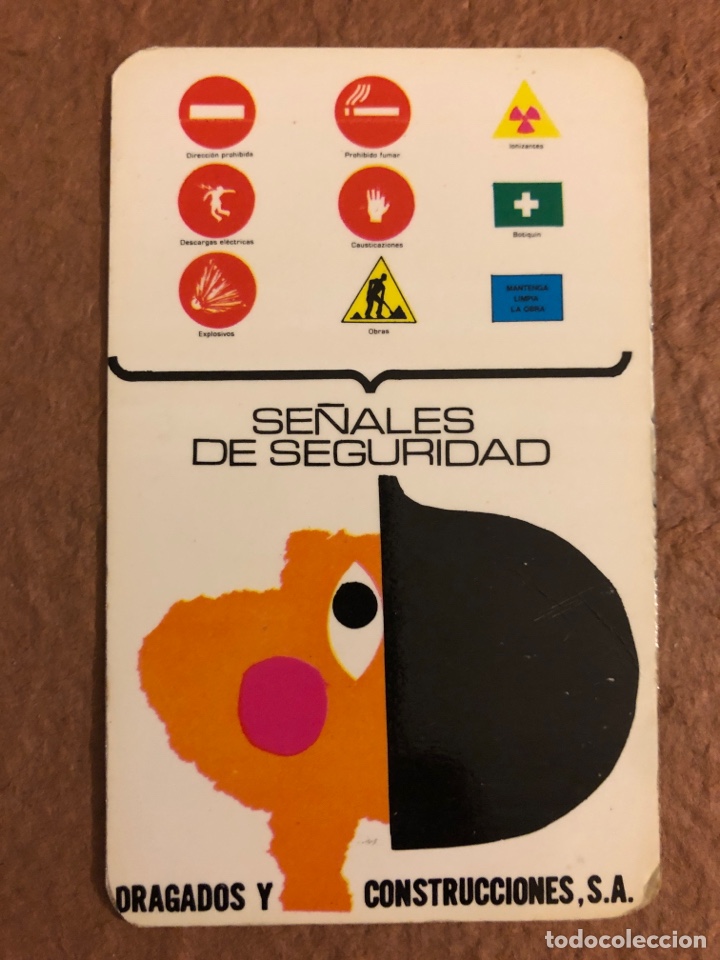 Dirección prohibida
Prohibido fumar
Ionizantes
Descargas eléctricas
Causticaziones
Botiquín
Explosivos
Obras
MANTENGA
LIMPIA
LA OBRA
SEÑALES
DE SEGURIDAD
DRAGADOS Y CONSTRUCCIONES, S.A.
todocoleccion